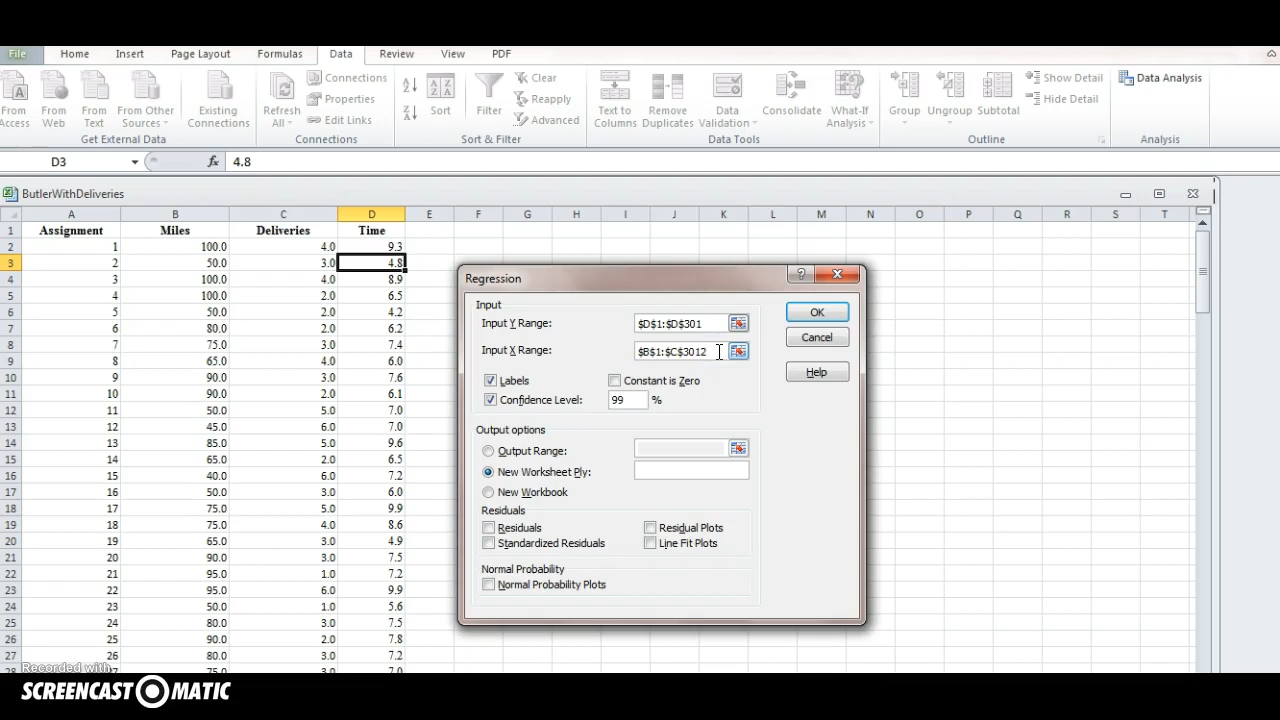 File Home Insert Page Layout Formulas Data Review View PDF
From Access From Web From Text From Other Sources Existing Connections Refresh All Connections Properties Edit Links Sort Filter Clear Reapply Advanced Text to Columns Remove Duplicates Data Validation Consolidate What-If Analysis Group Ungroup Subtotal Show Detail Hide Detail Data Analysis
Get External Data Connections Sort & Filter Data Tools Outline Analysis
D3 fx 4.8
ButlerWithDeliveries
A B C D E F G H I J K L M N O P Q R S T
1 Assignment Miles Deliveries Time
2 1 100.0 4.0 9.3
3 2 50.0 3.0 4.8
4 3 100.0 4.0 8.9
5 4 100.0 2.0 6.5
6 5 50.0 2.0 4.2
7 6 80.0 2.0 6.2
8 7 75.0 3.0 7.4
9 8 65.0 4.0 6.0
10 9 90.0 3.0 7.6
11 10 90.0 2.0 6.1
12 11 50.0 5.0 7.0
13 12 45.0 6.0 7.0
14 13 85.0 5.0 9.6
15 14 65.0 2.0 6.5
16 15 40.0 6.0 7.2
17 16 50.0 3.0 6.0
18 17 75.0 5.0 9.9
19 18 75.0 4.0 8.6
20 19 65.0 3.0 4.9
21 20 90.0 3.0 7.5
22 21 95.0 1.0 7.2
23 22 95.0 6.0 9.9
24 23 50.0 1.0 5.6
25 24 80.0 3.0 7.5
26 25 90.0 2.0 7.8
27 26 80.0 3.0 7.2
28 27 75.0 3.0 7.0
Regression
Input
Input Y Range: $D$1:$D$301
Input X Range: $B$1:$C$3012
Labels Constant is Zero
Confidence Level: 99 %
OK
Cancel
Help
Output options
Output Range:
New Worksheet Ply:
New Workbook
Residuals
Residuals Residual Plots
Standardized Residuals Line Fit Plots
Normal Probability
Normal Probability Plots
Recorded with
SCREENCAST MATIC